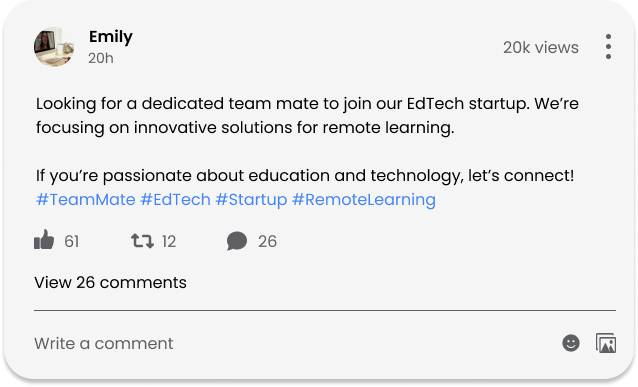 Emily
20h
20k views
Looking for a dedicated team mate to join our EdTech startup. We’re
focusing on innovative solutions for remote learning.
If you’re passionate about education and technology, let’s connect!
#TeamMate #EdTech #Startup #RemoteLearning
61 12 26
View 26 comments
Write a comment